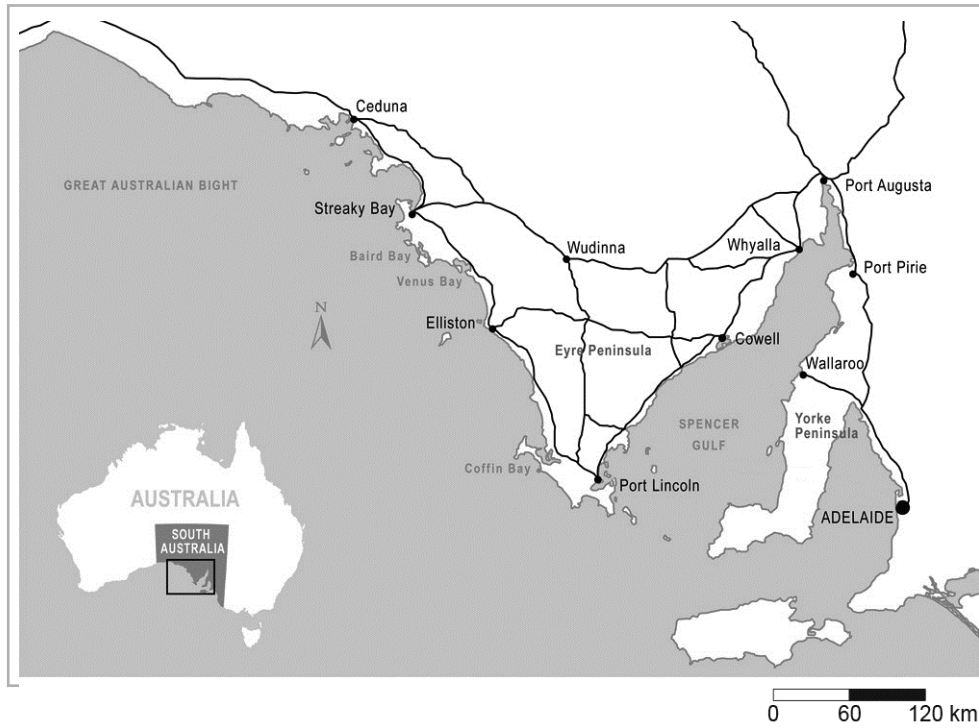 Ceduna
GREAT AUSTRALIAN BIGHT
Port Augusta
Streaky Bay
Wudinna
Whyalla
Baird Bay
Port Pirie
Venus Bay
N
Elliston
Cowell
Eyre Peninsula
Wallaroo
SPENCER
GULF
Yorke
Peninsula
Coffin Bay
Port Lincoln
ADELAIDE
AUSTRALIA
SOUTH
AUSTRALIA
0 60 120 km